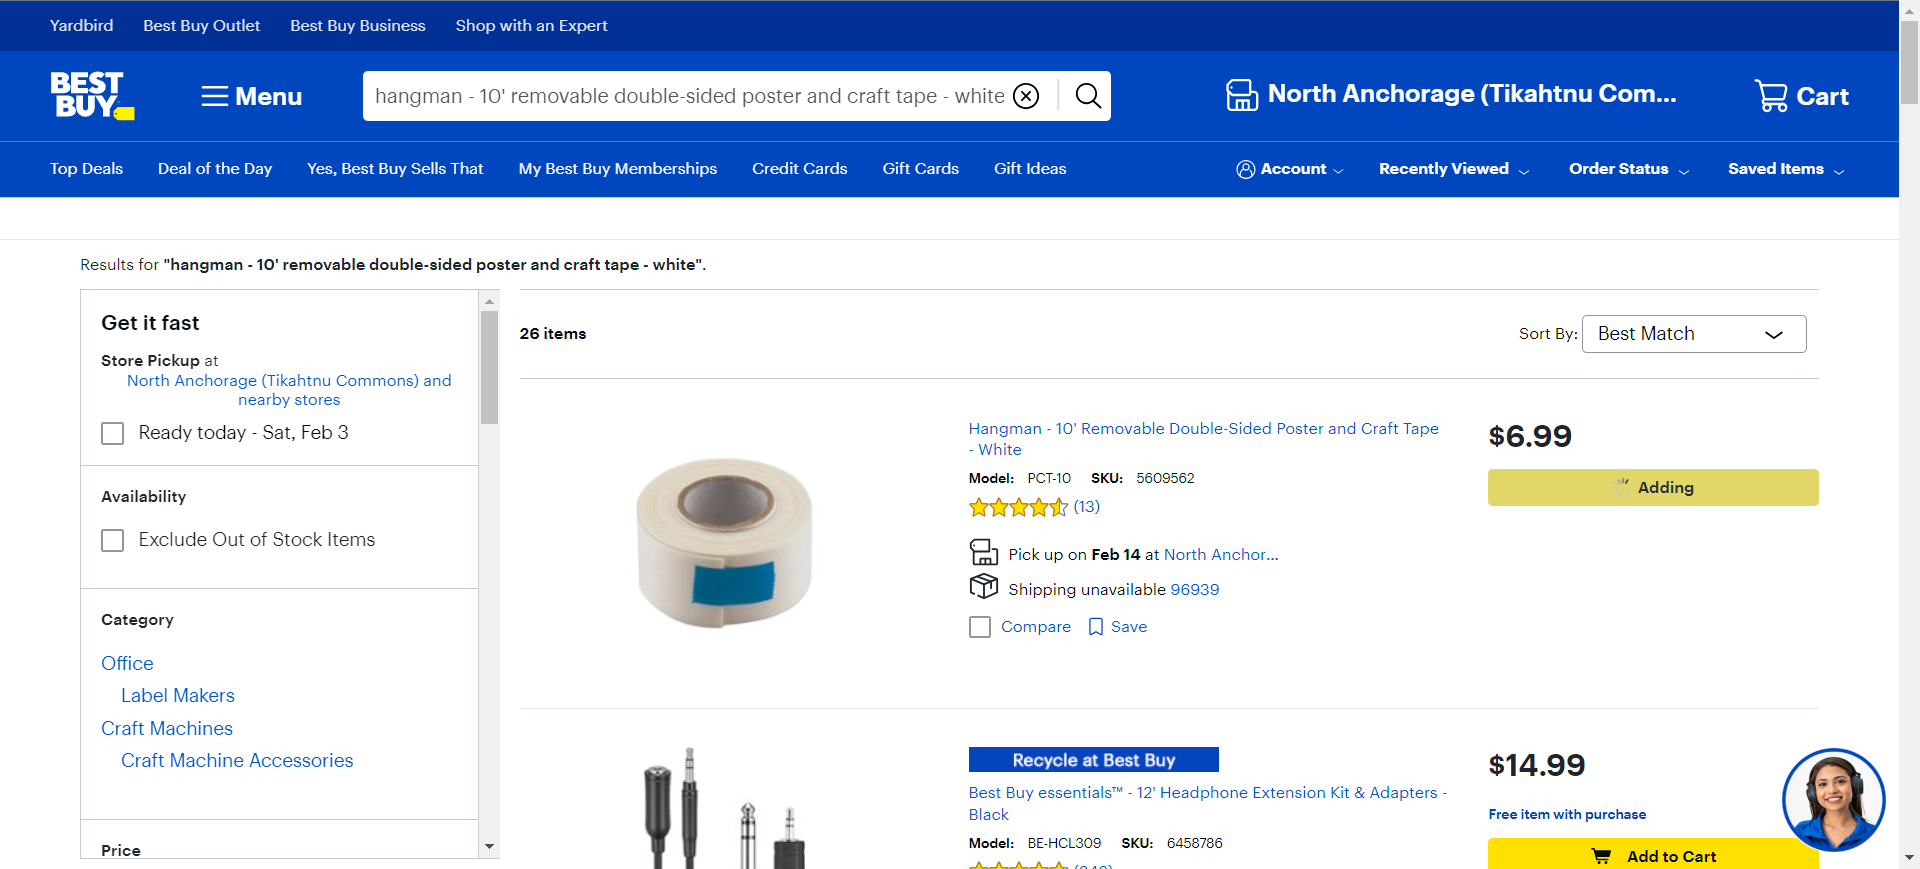 Yardbird Best Buy Outlet Best Buy Business Shop with an Expert
BEST BUY
Menu
hangman - 10' removable double-sided poster and craft tape - white
North Anchorage (Tikahtnu Com...
Cart
Top Deals Deal of the Day Yes, Best Buy Sells That My Best Buy Memberships Credit Cards Gift Cards Gift Ideas
Account Recently Viewed Order Status Saved Items
Results for "hangman - 10' removable double-sided poster and craft tape - white".
Get it fast
Store Pickup at
North Anchorage (Tikahtnu Commons) and
nearby stores
Ready today - Sat, Feb 3
Availability
Exclude Out of Stock Items
Category
Office
Label Makers
Craft Machines
Craft Machine Accessories
Price
26 items
Sort By: Best Match
Hangman - 10' Removable Double-Sided Poster and Craft Tape
- White
Model: PCT-10 SKU: 5609562
(13)
Pick up on Feb 14 at North Anchor...
Shipping unavailable 96939
Compare Save
$6.99
Adding
Recycle at Best Buy
Best Buy essentials™ - 12' Headphone Extension Kit & Adapters -
Black
Model: BE-HCL309 SKU: 6458786
$14.99
Free item with purchase
Add to Cart